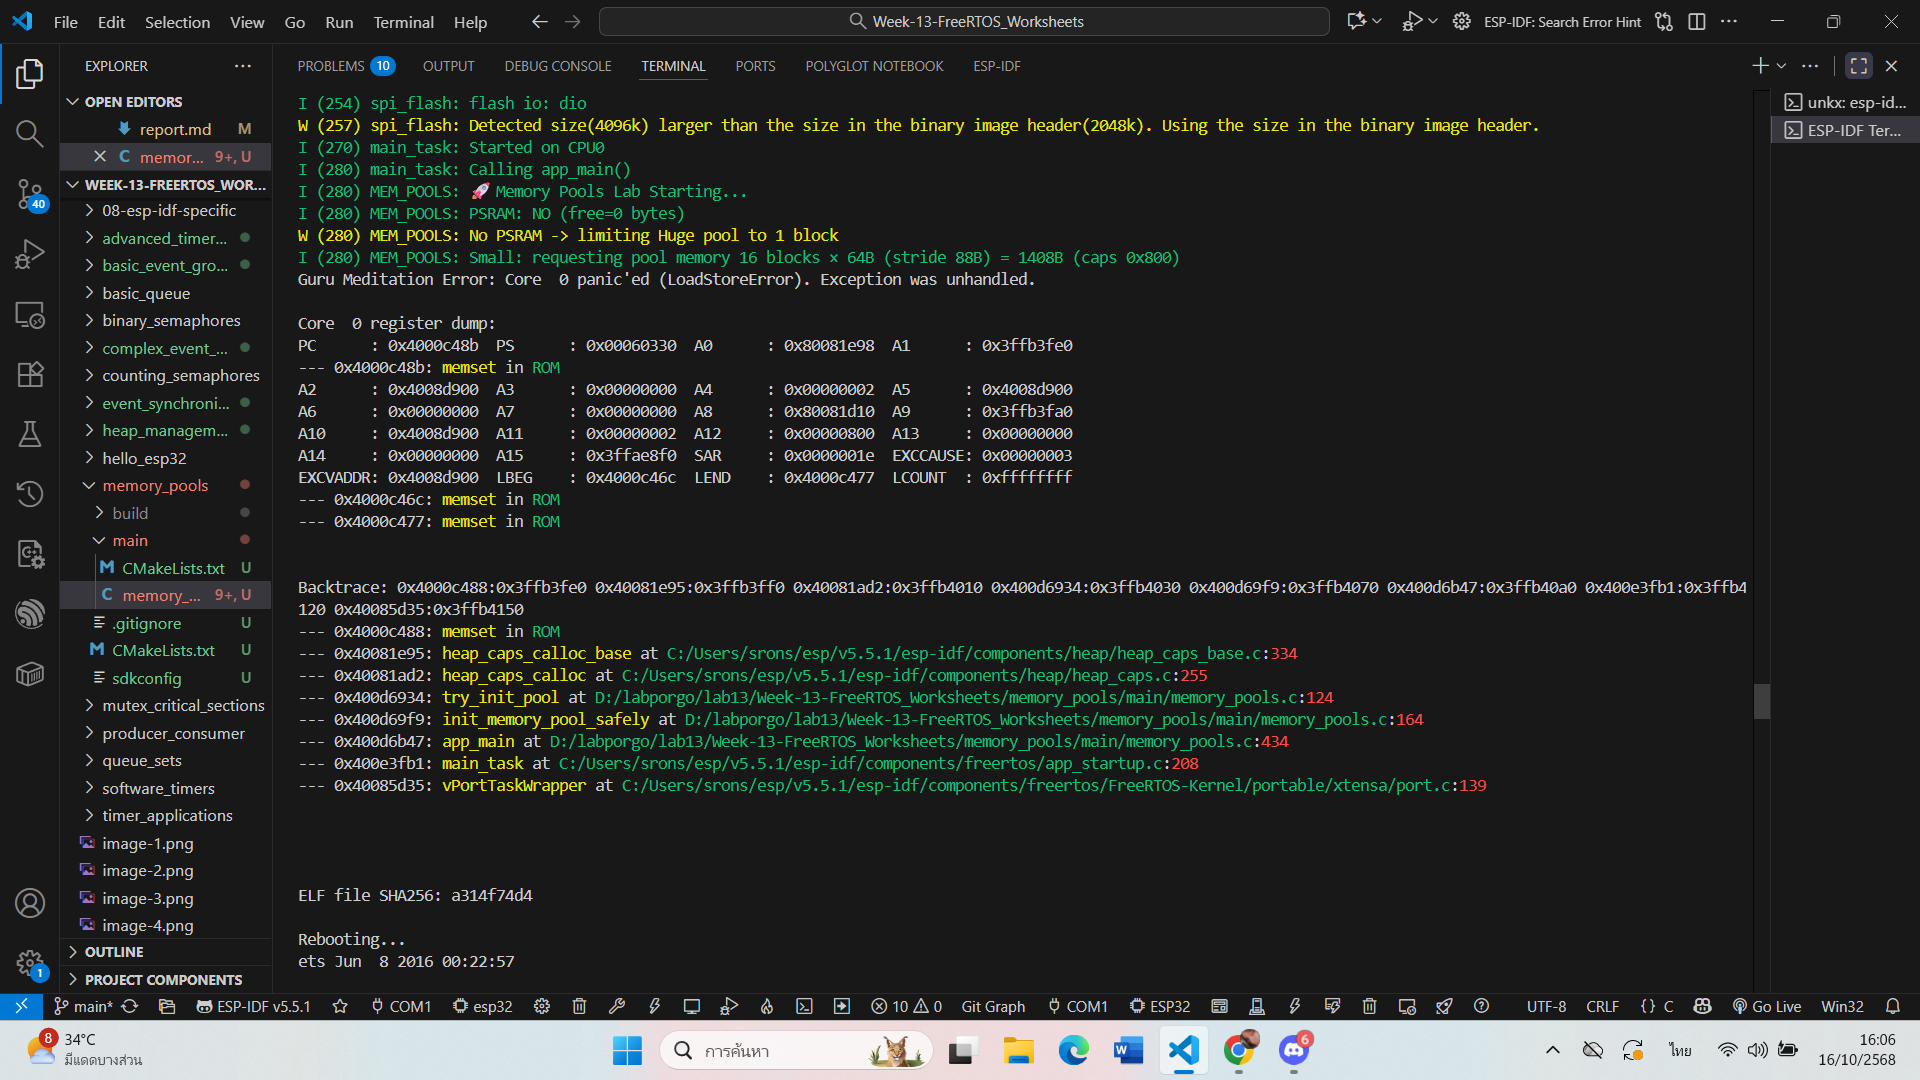 File Edit Selection View Go Run Terminal Help
Week-13-FreeRTOS_Worksheets
ESP-IDF: Search Error Hint
EXPLORER
OPEN EDITORS
report.md M
memor... 9+, U
WEEK-13-FREERTOS_WOR...
08-esp-idf-specific
advanced_timer...
basic_event_gro...
basic_queue
binary_semaphores
complex_event_...
counting_semaphores
event_synchroni...
heap_managem...
hello_esp32
memory_pools
build
main
CMakeLists.txt U
memory_... 9+, U
.gitignore U
CMakeLists.txt U
sdkconfig U
mutex_critical_sections
producer_consumer
queue_sets
software_timers
timer_applications
image-1.png
image-2.png
image-3.png
image-4.png
OUTLINE
PROJECT COMPONENTS
40
1
PROBLEMS 10 OUTPUT DEBUG CONSOLE TERMINAL PORTS POLYGLOT NOTEBOOK ESP-IDF
unkx: esp-id...
ESP-IDF Ter...
I (254) spi_flash: flash io: dio
W (257) spi_flash: Detected size(4096k) larger than the size in the binary image header(2048k). Using the size in the binary image header.
I (270) main_task: Started on CPU0
I (280) main_task: Calling app_main()
I (280) MEM_POOLS: 🚀 Memory Pools Lab Starting...
I (280) MEM_POOLS: PSRAM: NO (free=0 bytes)
W (280) MEM_POOLS: No PSRAM -> limiting Huge pool to 1 block
I (280) MEM_POOLS: Small: requesting pool memory 16 blocks × 64B (stride 88B) = 1408B (caps 0x800)
Guru Meditation Error: Core  0 panic'ed (LoadStoreError). Exception was unhandled.
Core  0 register dump:
PC      : 0x4000c48b  PS      : 0x00060330  A0      : 0x80081e98  A1      : 0x3ffb3fe0
--- 0x4000c48b: memset in ROM
A2      : 0x4008d900  A3      : 0x00000000  A4      : 0x00000002  A5      : 0x4008d900
A6      : 0x00000000  A7      : 0x00000000  A8      : 0x80081d10  A9      : 0x3ffb3fa0
A10     : 0x4008d900  A11     : 0x00000002  A12     : 0x00000800  A13     : 0x00000000
A14     : 0x00000000  A15     : 0x3ffae8f0  SAR     : 0x0000001e  EXCCAUSE: 0x00000003
EXCVADDR: 0x4008d900  LBEG    : 0x4000c46c  LEND    : 0x4000c477  LCOUNT  : 0xffffffff
--- 0x4000c46c: memset in ROM
--- 0x4000c477: memset in ROM
Backtrace: 0x4000c488:0x3ffb3fe0 0x40081e95:0x3ffb3ff0 0x40081ad2:0x3ffb4010 0x400d6934:0x3ffb4030 0x400d69f9:0x3ffb4070 0x400d6b47:0x3ffb40a0 0x400e3fb1:0x3ffb4
120 0x40085d35:0x3ffb4150
--- 0x4000c488: memset in ROM
--- 0x40081e95: heap_caps_calloc_base at C:/Users/srons/esp/v5.5.1/esp-idf/components/heap/heap_caps_base.c:334
--- 0x40081ad2: heap_caps_calloc at C:/Users/srons/esp/v5.5.1/esp-idf/components/heap/heap_caps.c:255
--- 0x400d6934: try_init_pool at D:/labporgo/lab13/Week-13-FreeRTOS_Worksheets/memory_pools/main/memory_pools.c:124
--- 0x400d69f9: init_memory_pool_safely at D:/labporgo/lab13/Week-13-FreeRTOS_Worksheets/memory_pools/main/memory_pools.c:164
--- 0x400d6b47: app_main at D:/labporgo/lab13/Week-13-FreeRTOS_Worksheets/memory_pools/main/memory_pools.c:434
--- 0x400e3fb1: main_task at C:/Users/srons/esp/v5.5.1/esp-idf/components/freertos/app_startup.c:208
--- 0x40085d35: vPortTaskWrapper at C:/Users/srons/esp/v5.5.1/esp-idf/components/freertos/FreeRTOS-Kernel/portable/xtensa/port.c:139
ELF file SHA256: a314f74d4
Rebooting...
ets Jun  8 2016 00:22:57
main* ESP-IDF v5.5.1 COM1 esp32 10 0 Git Graph COM1 ESP32 UTF-8 CRLF {} C Go Live Win32
8 34°C
มีแดดบางส่วน
การค้นหา
6
ไทย
16:06
16/10/2568